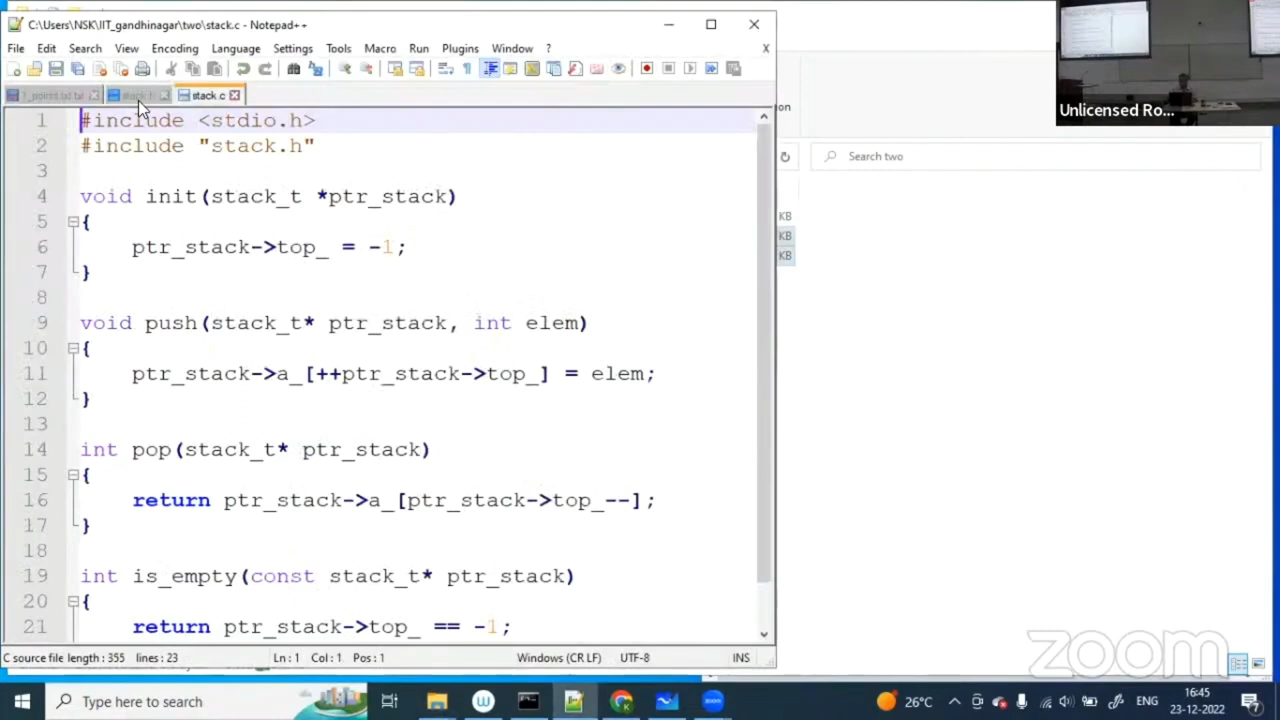 C:\Users\NSK\IIT_gandhinagar\two\stack.c - Notepad++
File Edit Search View Encoding Language Settings Tools Macro Run Plugins Window ? X
1_point.txt.txt stack.h stack.c
1 #include <stdio.h>
2 #include "stack.h"
3
4 void init(stack_t *ptr_stack)
5 {
6 ptr_stack->top_ = -1;
7 }
8
9 void push(stack_t* ptr_stack, int elem)
10 {
11 ptr_stack->a_[++ptr_stack->top_] = elem;
12 }
13
14 int pop(stack_t* ptr_stack)
15 {
16 return ptr_stack->a_[ptr_stack->top_--];
17 }
18
19 int is_empty(const stack_t* ptr_stack)
20 {
21 return ptr_stack->top_ == -1;
C source file length : 355 lines : 23 Ln : 1 Col : 1 Pos : 1 Windows (CR LF) UTF-8 INS
on
Search two
KB
KB
KB
Unlicensed Ro...
zoom
Type here to search
26°C
ENG
16:45
23-12-2022